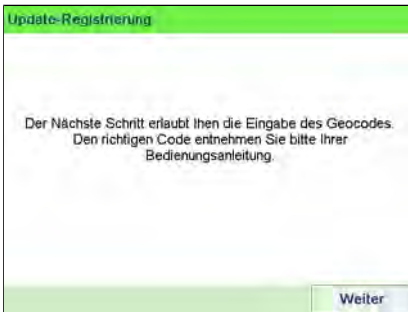 Update-Registrierung
Der Nächste Schritt erlaubt Ihen die Eingabe des Geocodes.
Den richtigen Code entnehmen Sie bitte Ihrer
Bedienungsanleitung.
Weiter